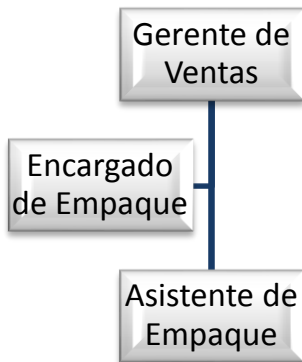 Gerente de
Ventas
Encargado
de Empaque
Asistente de
Empaque